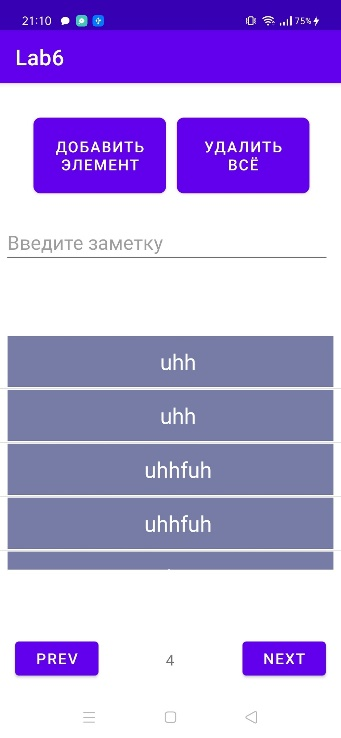 21:10
75%
Lab6
ДОБАВИТЬ
ЭЛЕМЕНТ
УДАЛИТЬ
ВСЁ
Введите заметку
uhh
uhh
uhhfuh
uhhfuh
PREV
4
NEXT